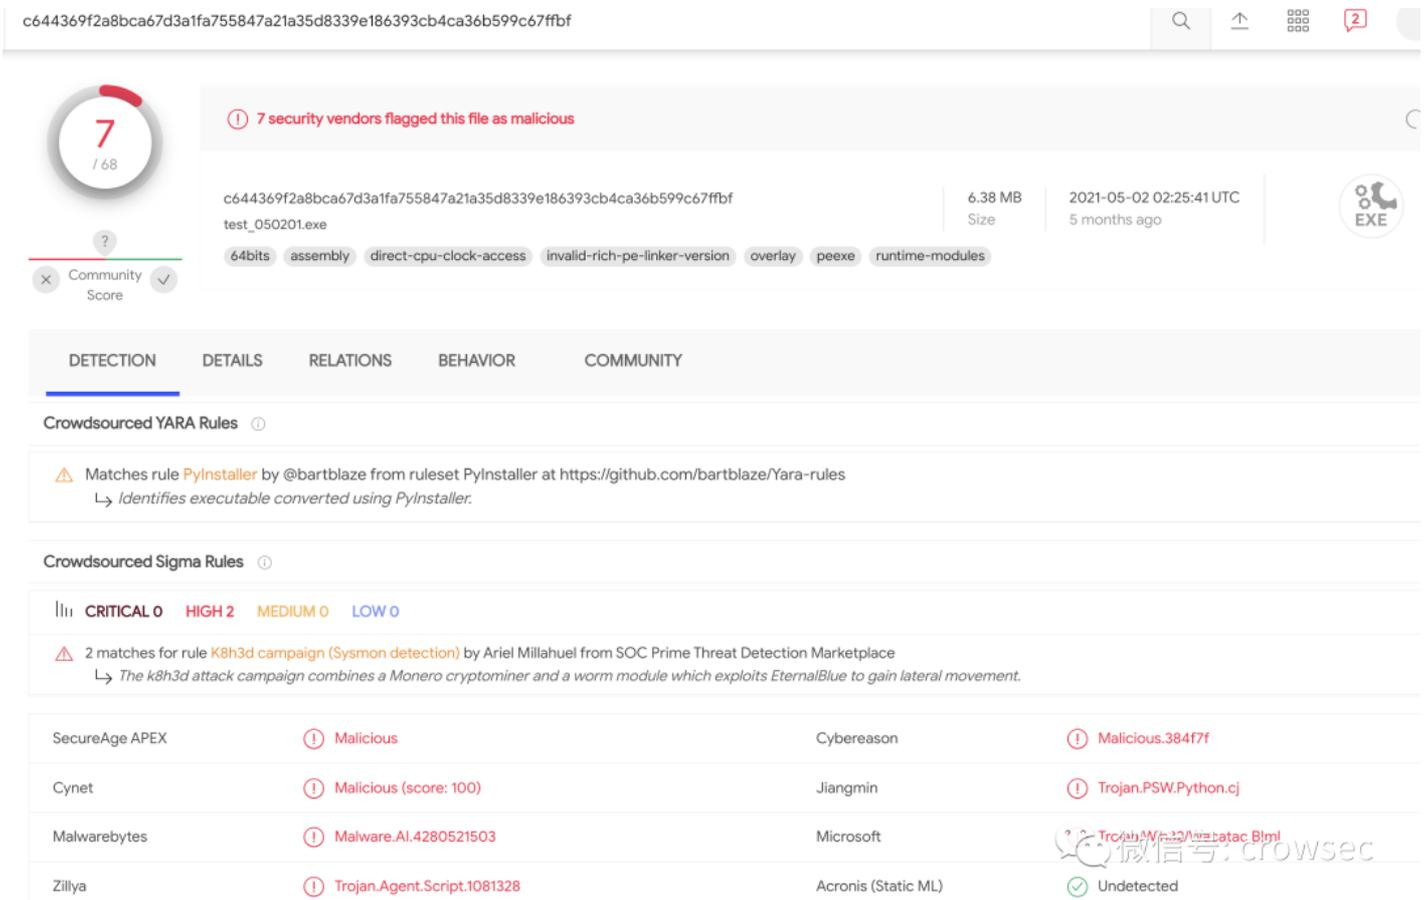 c644369f2a8bca67d3a1fa755847a21a35d8339e186393cb4ca36b599c67ffbf
2
7
/ 68
7 security vendors flagged this file as malicious
c644369f2a8bca67d3a1fa755847a21a35d8339e186393cb4ca36b599c67ffbf
6.38 MB
2021-05-02 02:25:41 UTC
test_050201.exe
Size
5 months ago
EXE
64bits assembly direct-cpu-clock-access invalid-rich-pe-linker-version overlay peexe runtime-modules
?
Community
Score
DETECTION DETAILS RELATIONS BEHAVIOR COMMUNITY
Crowdsourced YARA Rules
Matches rule PyInstaller by @bartblaze from ruleset PyInstaller at https://github.com/bartblaze/Yara-rules
Identifies executable converted using PyInstaller.
Crowdsourced Sigma Rules
CRITICAL 0 HIGH 2 MEDIUM 0 LOW 0
2 matches for rule K8h3d campaign (Sysmon detection) by Ariel Millahuel from SOC Prime Threat Detection Marketplace
The k8h3d attack campaign combines a Monero cryptominer and a worm module which exploits EternalBlue to gain lateral movement.
SecureAge APEX Malicious Cybereason Malicious.384f7f
Cynet Malicious (score: 100) Jiangmin Trojan.PSW.Python.cj
Malwarebytes Malware.AI.4280521503 Microsoft
微信号: crowsec
Zillya Trojan.Agent.Script.1081328 Acronis (Static ML) Undetected